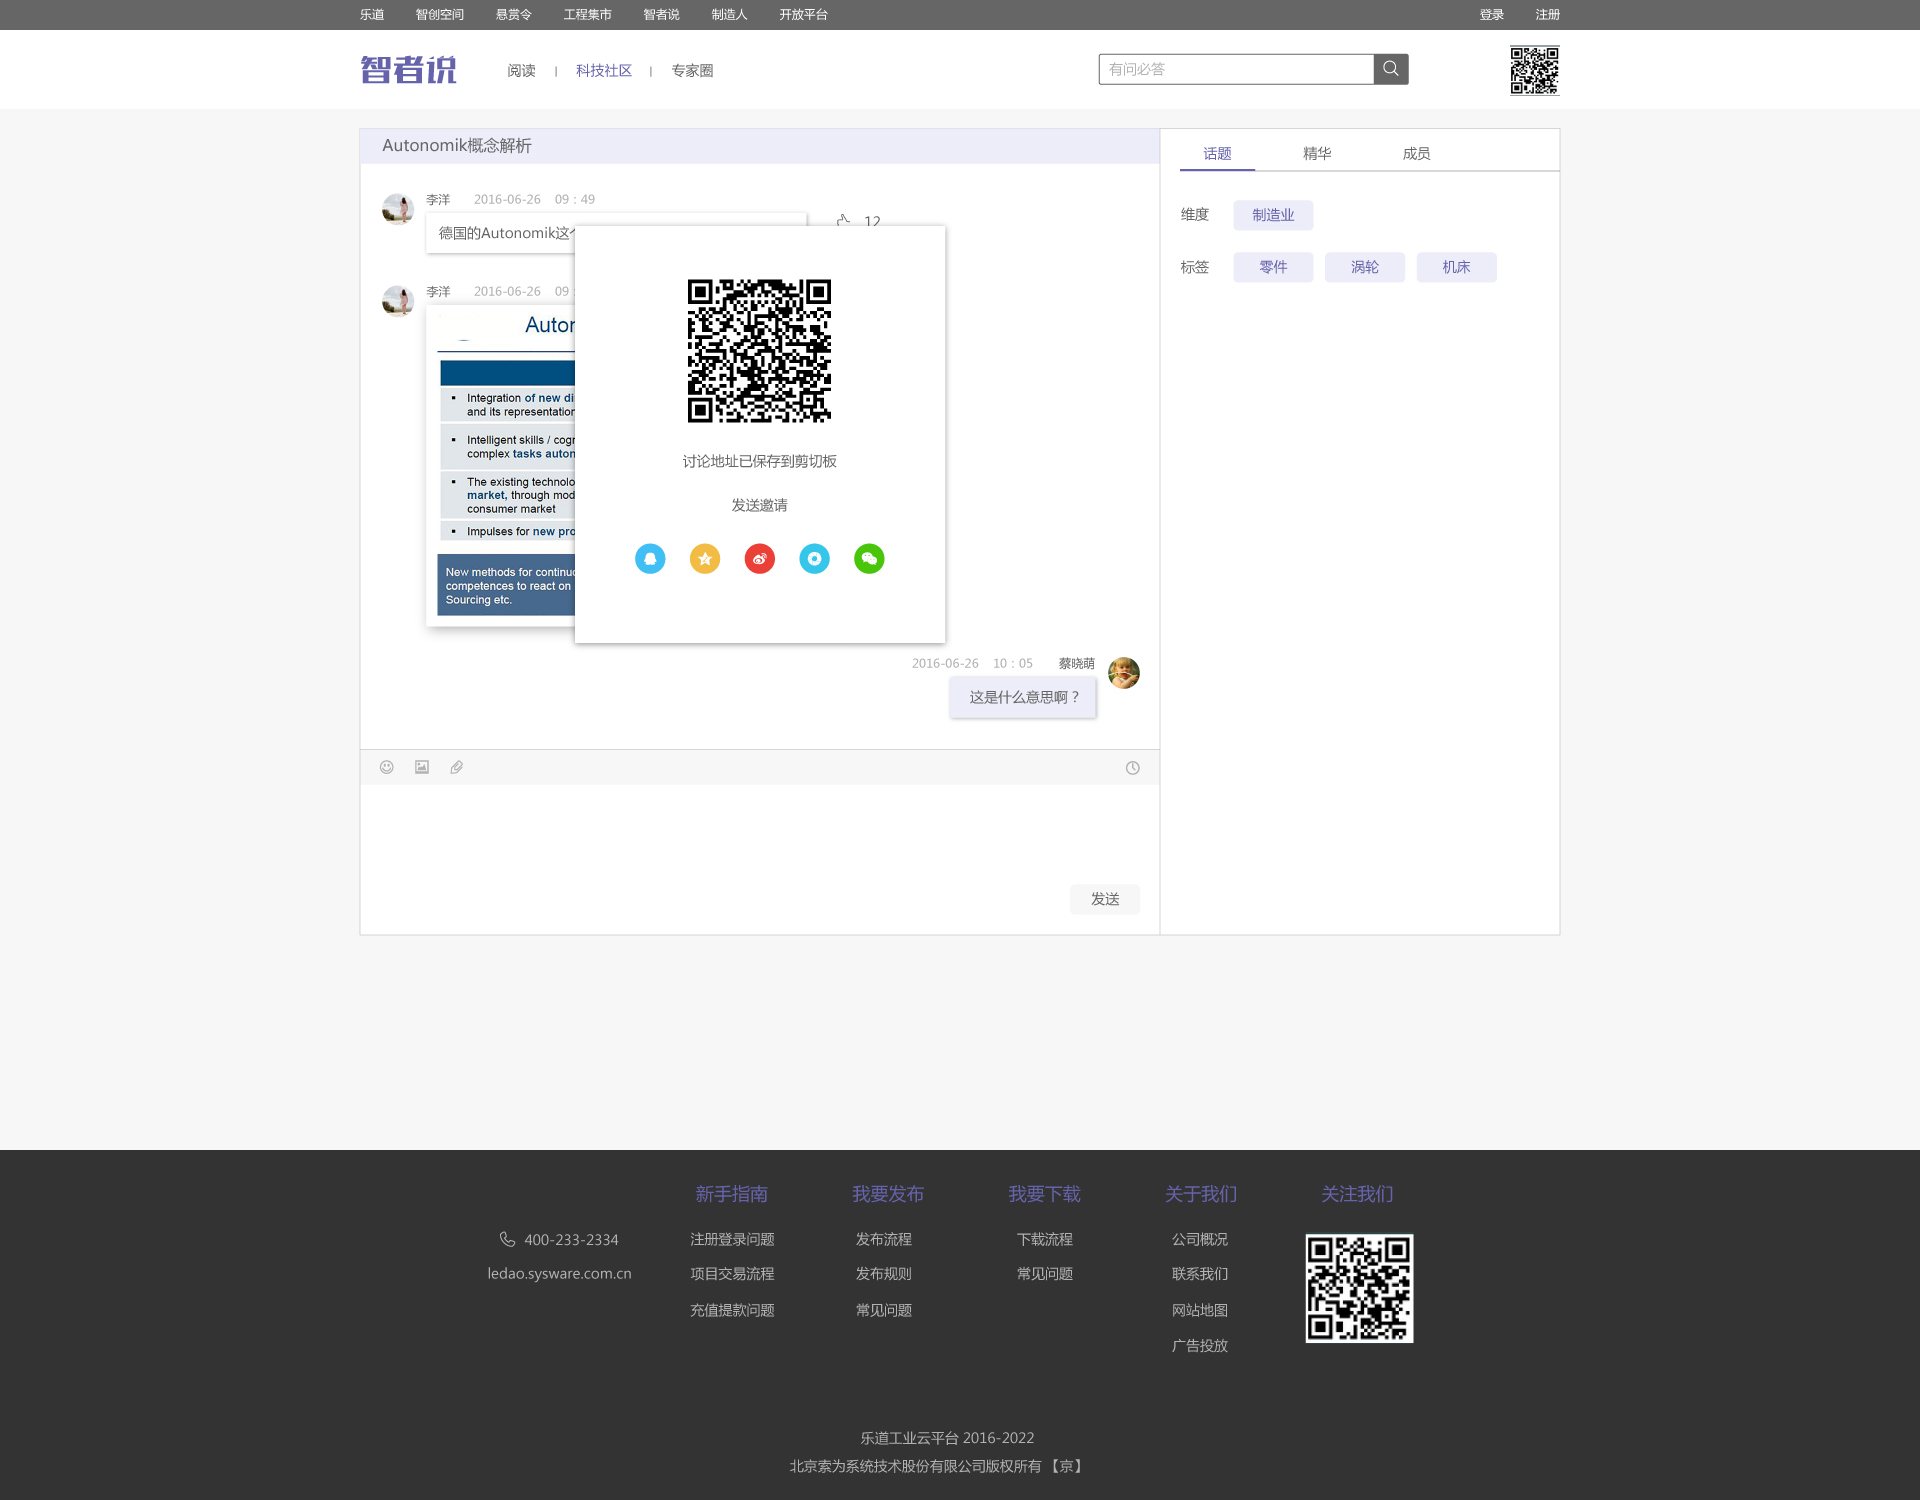 乐道 智创空间 悬赏令 工程集市 智者说 制造人 开放平台 登录 注册
智者说 阅读 科技社区 专家圈 有问必答
Autonomik概念解析
话题 精华 成员
李洋 2016-06-26 09 : 49
12
德国的Autonomik这
维度 制造业
标签 零件 涡轮 机床
李洋 2016-06-26 09
Auto
Integration of new di
and its representation
Intelligent skills / cogn
complex tasks auton
The existing technolo
market, through mod
consumer market
Impulses for new pro
New methods for continuo
competences to react on
Sourcing etc.
讨论地址已保存到剪切板
发送邀请
2016-06-26 10 : 05 蔡晓萌
这是什么意思啊？
发送
新手指南 我要发布 我要下载 关于我们 关注我们
400-233-2334 注册登录问题 发布流程 下载流程 公司概况
ledao.sysware.com.cn 项目交易流程 发布规则 常见问题 联系我们
充值提款问题 常见问题 网站地图
广告投放
乐道工业云平台 2016-2022
北京索为系统技术股份有限公司版权所有 【京】